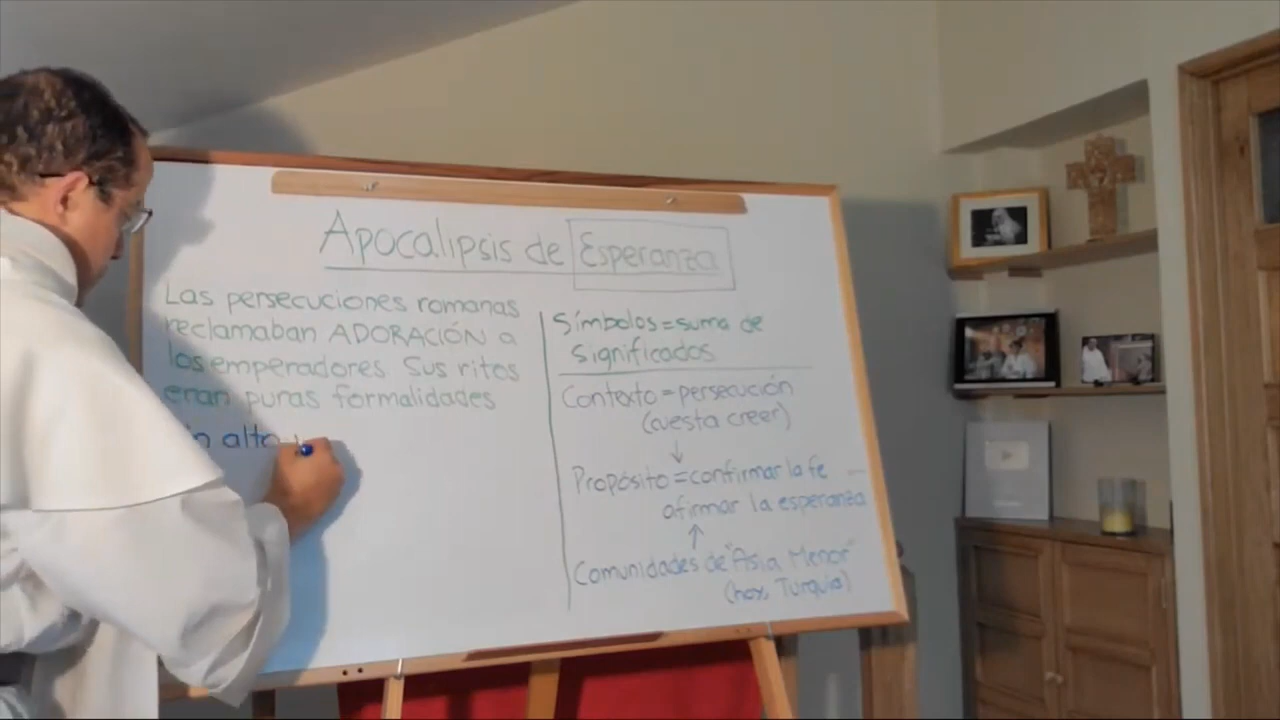 Apocalipsis de Esperanza
Las persecuciones romanas
reclamaban ADORACIÓN a
los emperadores. Sus ritos
eran puras formalidades
alto
Símbolos = suma de
significados
Contexto = persecución
(cuesta creer)
↓
Propósito = confirmar la fe
afirmar la esperanza
↑
Comunidades de "Asia Menor"
(hoy, Turquía)